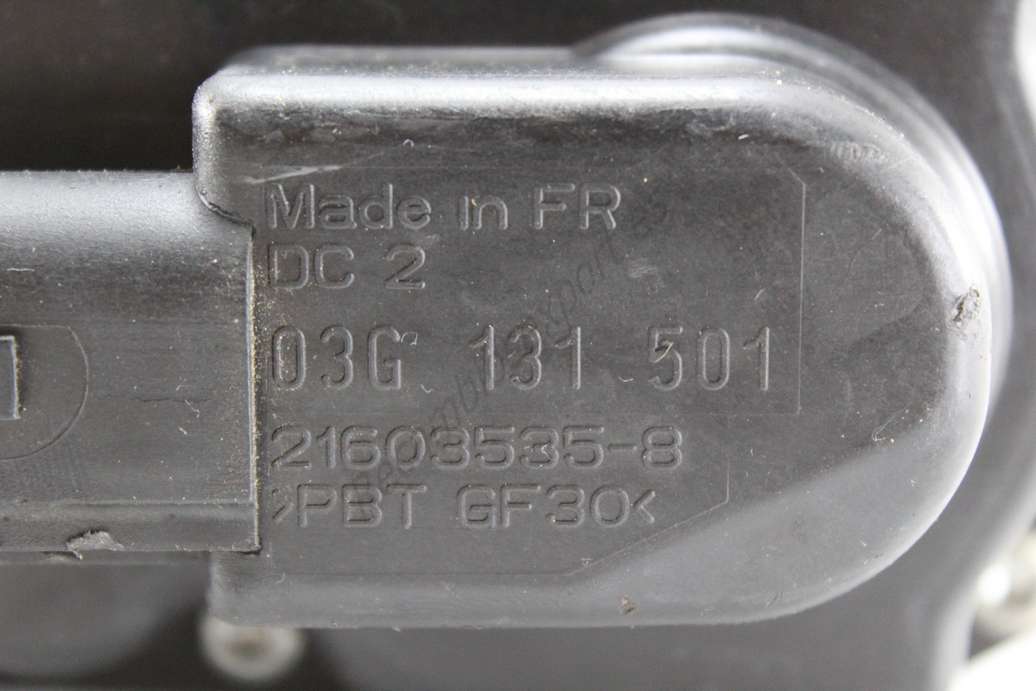 Made in FR
DC 2
03G 131 501
21603535-8
>PBT GF30<